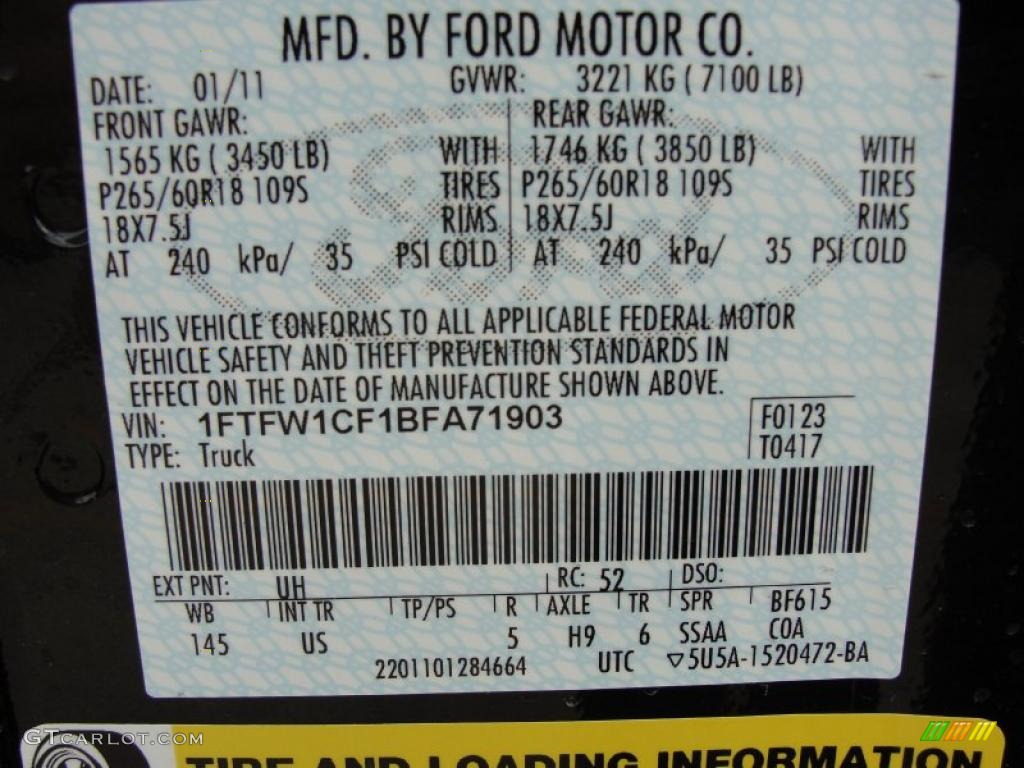 MFD. BY FORD MOTOR CO.
DATE: 01/11 GVWR: 3221 KG ( 7100 LB)
FRONT GAWR: REAR GAWR:
1565 KG ( 3450 LB) WITH 1746 KG ( 3850 LB) WITH
P265/60R18 109S TIRES P265/60R18 109S TIRES
18X7.5J RIMS 18X7.5J RIMS
AT 240 kPa/ 35 PSI COLD AT 240 kPa/ 35 PSI COLD
THIS VEHICLE CONFORMS TO ALL APPLICABLE FEDERAL MOTOR
VEHICLE SAFETY AND THEFT PREVENTION STANDARDS IN
EFFECT ON THE DATE OF MANUFACTURE SHOWN ABOVE.
VIN: 1FTFW1CF1BFA71903 F0123
TYPE: Truck T0417
EXT PNT: UH RC: 52 DSO:
WB INT TR TP/PS R AXLE TR SPR BF615
145 US 5 H9 6 SSAA COA
2201101284664 UTC ▽5U5A-1520472-BA
GTCARLOT.COM
TIRE AND LOADING INFORMATION